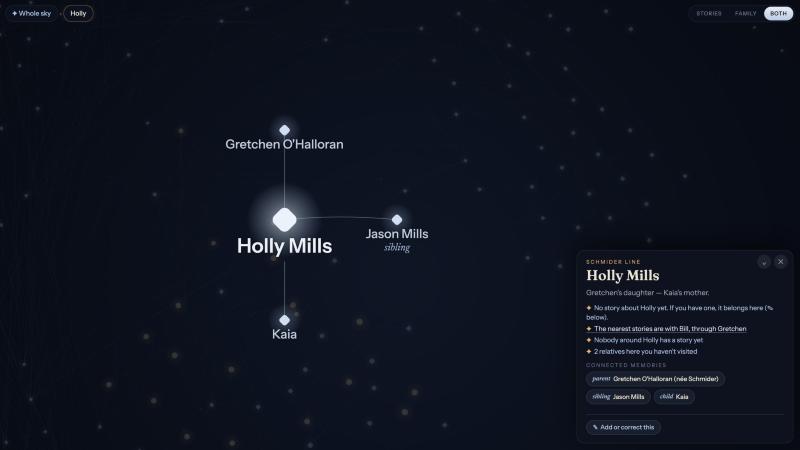 ✦ Whole sky
Holly
STORIES FAMILY BOTH
Gretchen O'Halloran
Holly Mills
Jason Mills
sibling
Kaia
SCHMIDER LINE
Holly Mills
Gretchen's daughter — Kaia's mother.
✦ No story about Holly yet. If you have one, it belongs here (✎
below).
✦ The nearest stories are with Bill, through Gretchen
✦ Nobody around Holly has a story yet
✦ 2 relatives here you haven't visited
CONNECTED MEMORIES
parent Gretchen O'Halloran (née Schmider)
sibling Jason Mills child Kaia
✎ Add or correct this